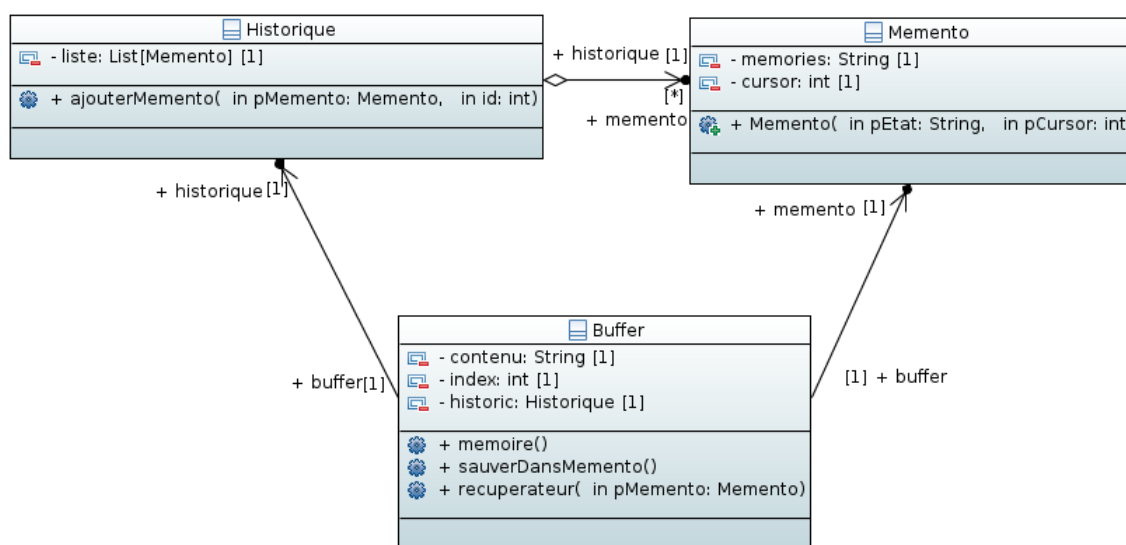 Historique
- liste: List[Memento] [1]
+ ajouterMemento(  in pMemento: Memento,   in id: int)
+ historique [1]
[*]
+ memento
Memento
- memories: String [1]
- cursor: int [1]
+ Memento(  in pEtat: String,   in pCursor: int
+ historique [1]
+ memento [1]
+ buffer [1]
[1] + buffer
Buffer
- contenu: String [1]
- index: int [1]
- historic: Historique [1]
+ memoire()
+ sauverDansMemento()
+ recuperateur(  in pMemento: Memento)